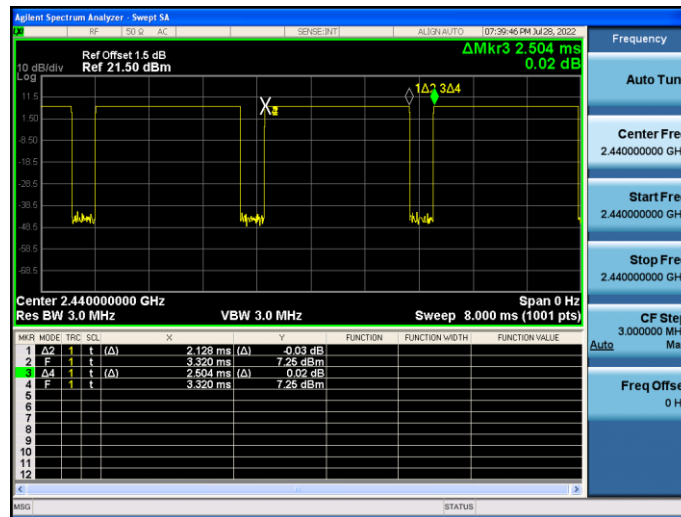 Agilent Spectrum Analyzer - Swept SA
RF 50 Ω AC SENSE:INT ALIGN AUTO 07:39:46 PM Jul 28, 2022
ΔMkr3 2.504 ms
0.02 dB
Ref Offset 1.5 dB
10 dB/div Ref 21.50 dBm
Log
11.5
1.50
-8.50
-18.5
-28.5
-38.5
-48.5
-58.5
-68.5
1Δ2 3Δ4
Center 2.440000000 GHz Span 0 Hz
Res BW 3.0 MHz VBW 3.0 MHz Sweep 8.000 ms (1001 pts)
MKR MODE TRC SCL X Y FUNCTION FUNCTION WIDTH FUNCTION VALUE
1 Δ2 1 t (Δ) 2.128 ms (Δ) -0.03 dB
2 F 1 t 3.320 ms 7.25 dBm
3 Δ4 1 t (Δ) 2.504 ms (Δ) 0.02 dB
4 F 1 t 3.320 ms 7.25 dBm
5
6
7
8
9
10
11
12
MSG STATUS
Frequency
Auto Tun
Center Fre
2.440000000 GH
Start Fre
2.440000000 GH
Stop Fre
2.440000000 GH
CF Step
3.000000 MH
Auto Ma
Freq Offse
0 H